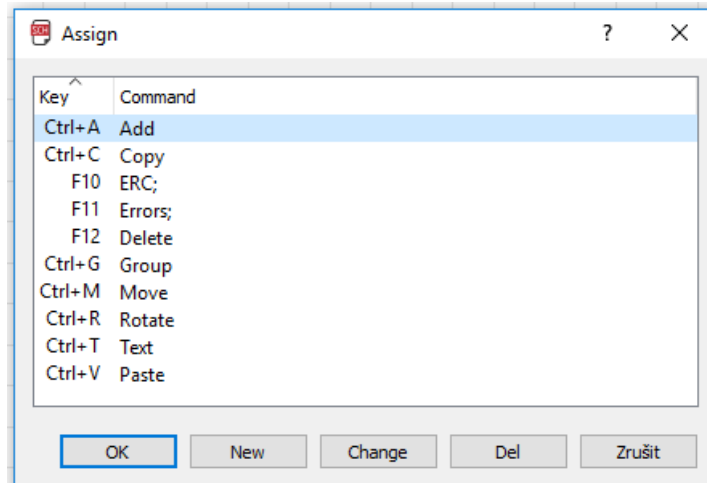 SCH Assign ?
Key Command
Ctrl+A Add
Ctrl+C Copy
F10 ERC;
F11 Errors;
F12 Delete
Ctrl+G Group
Ctrl+M Move
Ctrl+R Rotate
Ctrl+T Text
Ctrl+V Paste
OK New Change Del Zrušit